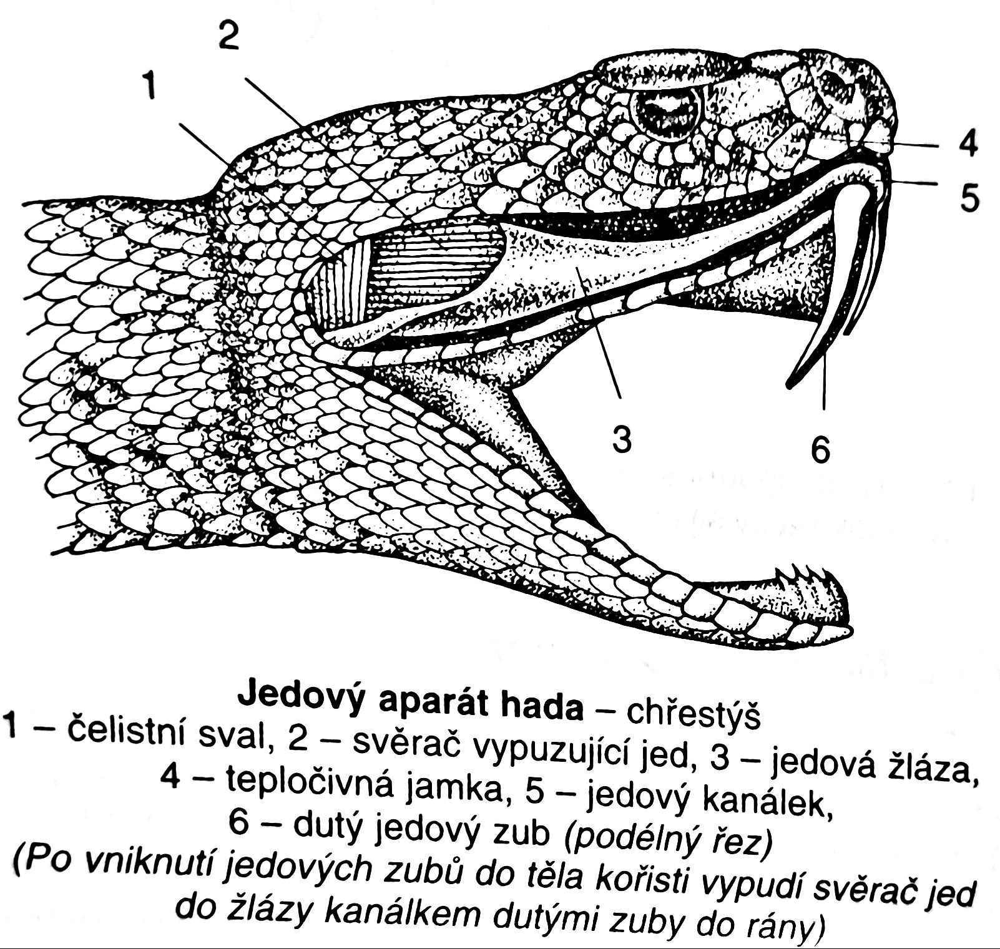 2
1
4
5
3
6
Jedový aparát hada – chřestýš
1 – čelistní sval, 2 – svěrač vypuzující jed, 3 – jedová žláza,
4 – tepločivná jamka, 5 – jedový kanálek,
6 – dutý jedový zub (podélný řez)
(Po vniknutí jedových zubů do těla kořisti vypudí svěrač jed
do žlázy kanálkem dutými zuby do rány)